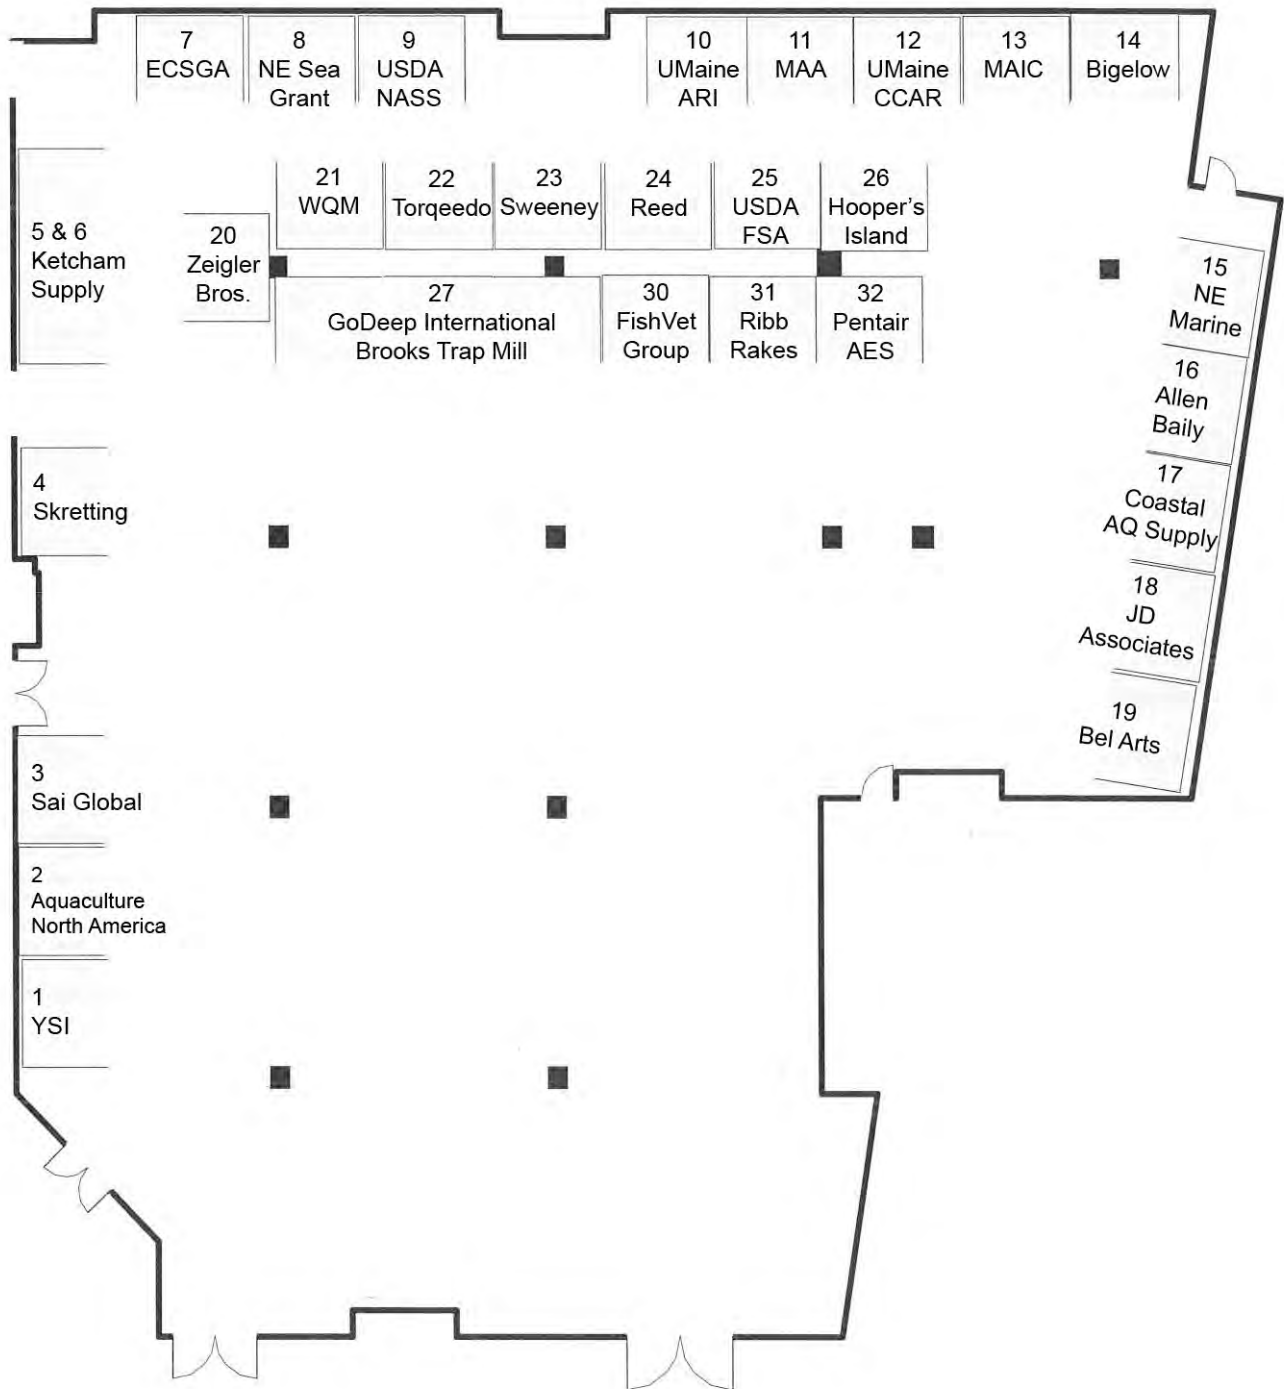 7
ECSGA
8
NE Sea
Grant
9
USDA
NASS
10
UMaine
ARI
11
MAA
12
UMaine
CCAR
13
MAIC
14
Bigelow
5 & 6
Ketcham
Supply
20
Zeigler
Bros.
21
WQM
22
Torqeedo
23
Sweeney
24
Reed
25
USDA
FSA
26
Hooper's
Island
27
GoDeep International
Brooks Trap Mill
30
FishVet
Group
31
Ribb
Rakes
32
Pentair
AES
15
NE
Marine
16
Allen
Baily
17
Coastal
AQ Supply
18
JD
Associates
19
Bel Arts
4
Skretting
3
Sai Global
2
Aquaculture
North America
1
YSI